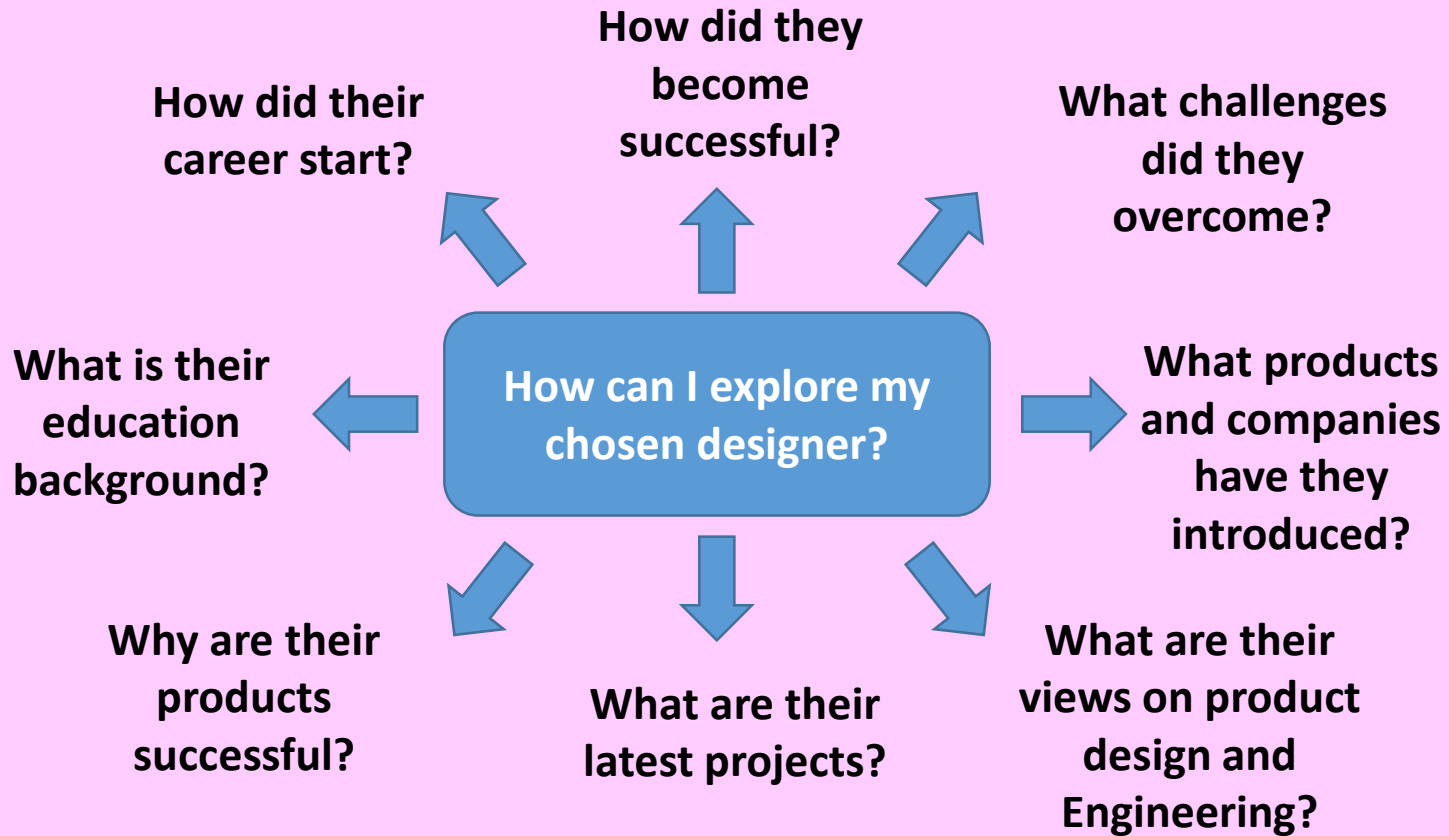 How did they
become
successful?
How did their
career start?
What challenges
did they
overcome?
What is their
education
background?
How can I explore my
chosen designer?
What products
and companies
have they
introduced?
Why are their
products
successful?
What are their
latest projects?
What are their
views on product
design and
Engineering?